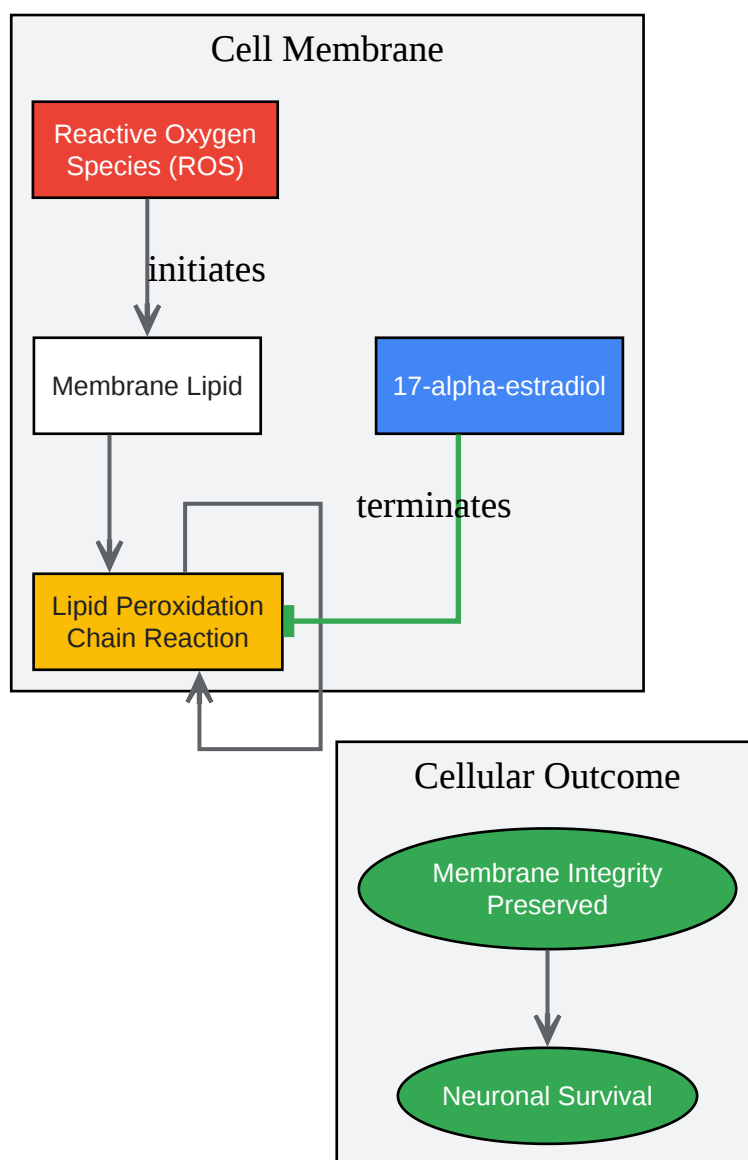 Cell Membrane
Reactive Oxygen
Species (ROS)
initiates
Membrane Lipid
17-alpha-estradiol
terminates
Lipid Peroxidation
Chain Reaction
Cellular Outcome
Membrane Integrity
Preserved
Neuronal Survival